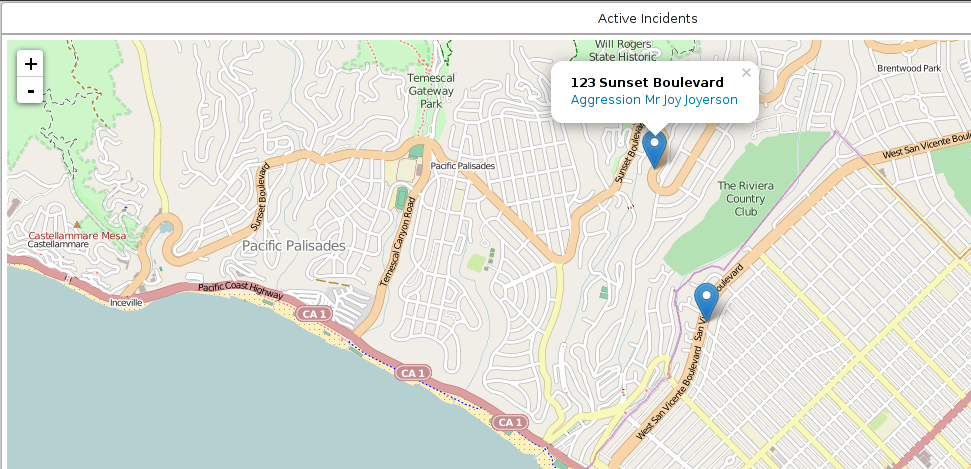 Active Incidents
+
-
Will Rogers
State Historic
Brentwood Park
123 Sunset Boulevard
×
Aggression Mr Joy Joyerson
Temescal
Gateway
Park
Sunset Boulevard
West San Vicente Boulevard
Pacific Palisades
The Riviera
Country
Club
Sunset Boulevard
Temescal Canyon Road
Castellammare Mesa
Castellammare
Pacific Palisades
Pacific Coast Highway
Inceville
CA 1
San Vi
oulevard
CA 1
West San Vicente Boulevard
CA 1